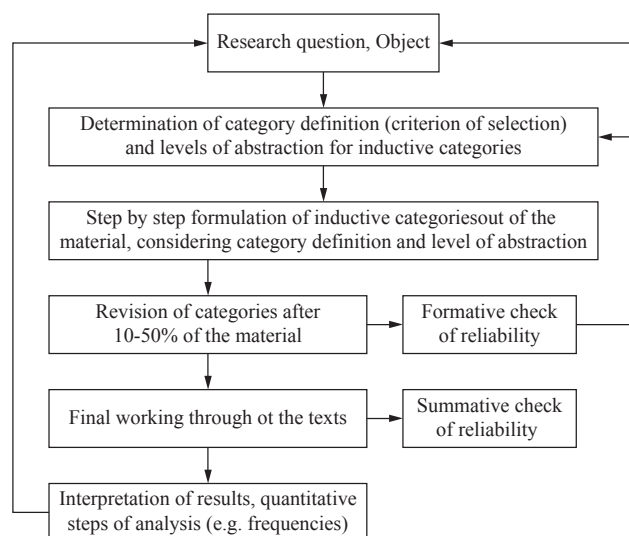 Research question, Object
Determination of category definition (criterion of selection)
and levels of abstraction for inductive categories
Step by step formulation of inductive categoriesout of the
material, considering category definition and level of abstraction
Revision of categories after
10-50% of the material
Formative check
of reliability
Final working through ot the texts
Summative check
of reliability
Interpretation of results, quantitative
steps of analysis (e.g. frequencies)